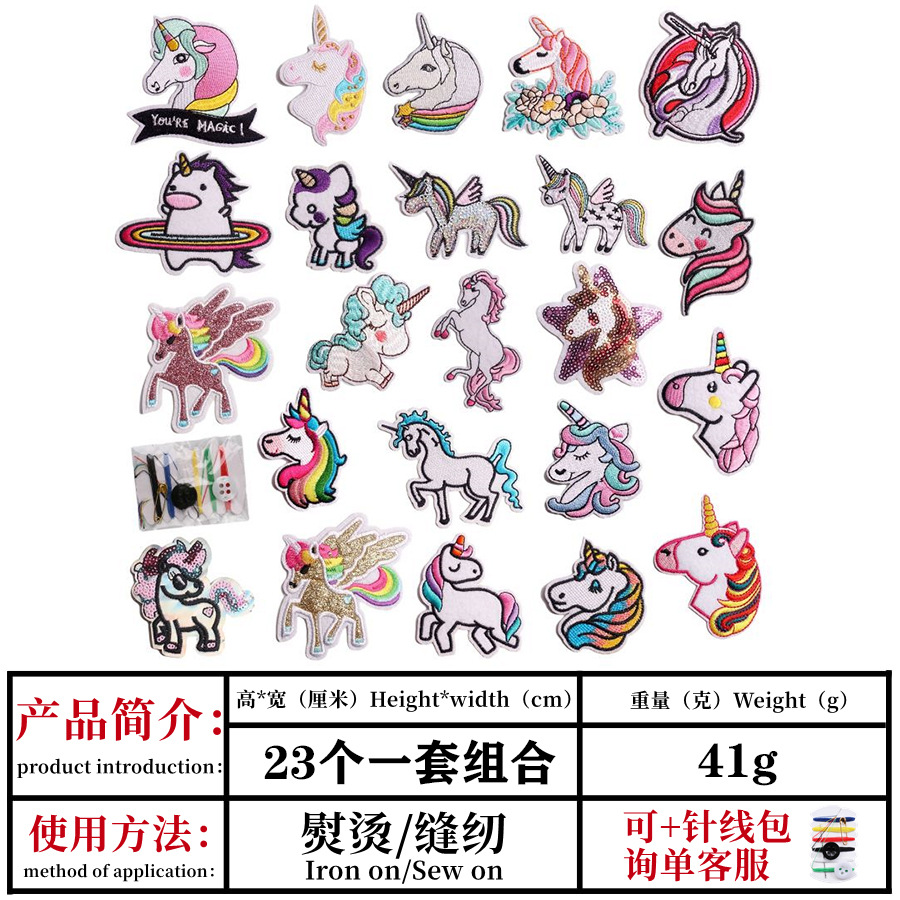 YOU'RE MAGIC!
产品简介：
product introduction：
高*宽（厘米）Height*width（cm）
重量（克）Weight（g）
23个一套组合
41g
使用方法：
method of application：
熨烫/缝纫
Iron on/Sew on
可+针线包
询单客服